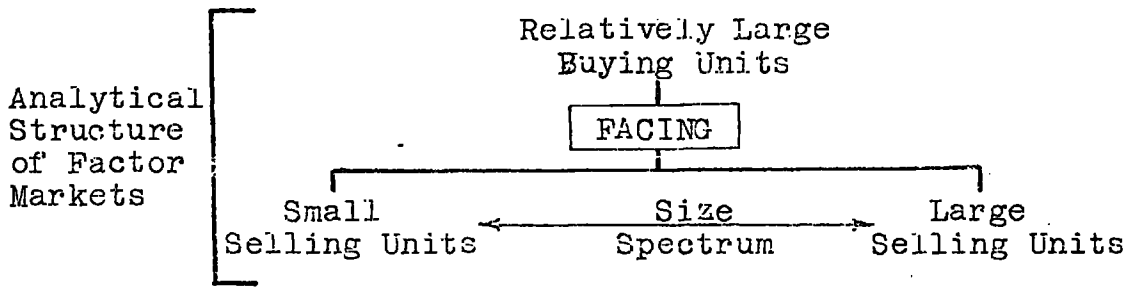 Relatively Large
Buying Units
Analytical
Structure
of Factor
Markets
FACING
Small
Selling Units
Size
Spectrum
Large
Selling Units